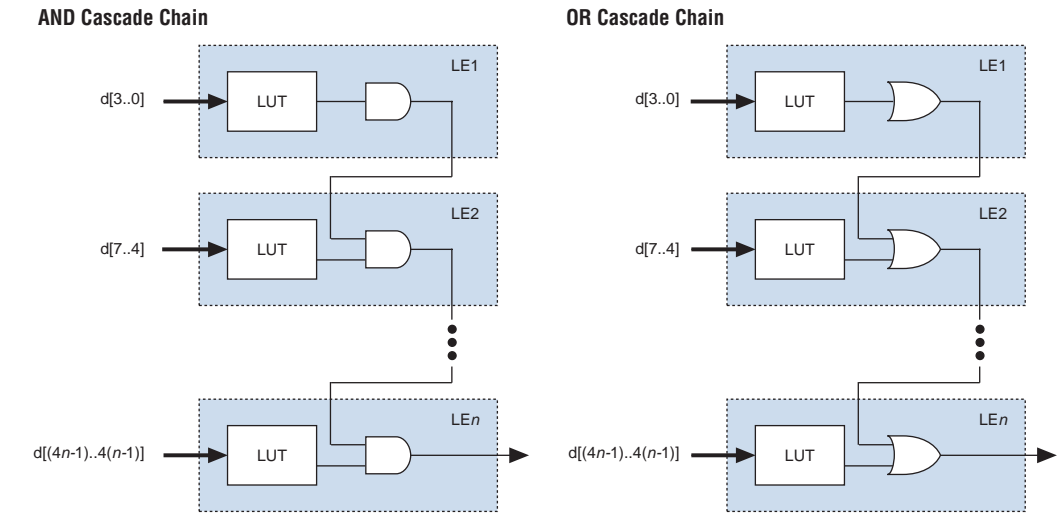 AND Cascade Chain
LE1
d[3..0]
LUT
LE2
d[7..4]
LUT
LEn
d[(4n-1)..4(n-1)]
LUT
OR Cascade Chain
LE1
d[3..0]
LUT
LE2
d[7..4]
LUT
LEn
d[(4n-1)..4(n-1)]
LUT